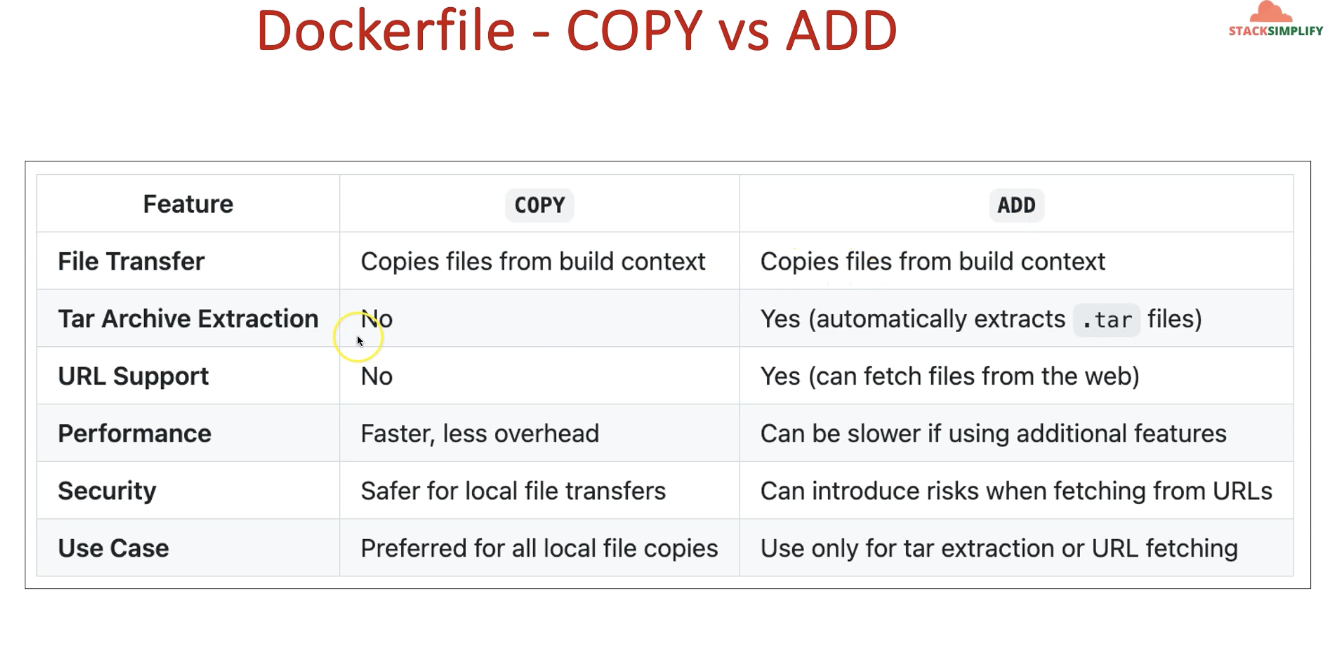 Dockerfile - COPY vs ADD
STACKSIMPLIFY
Feature COPY ADD
File Transfer Copies files from build context Copies files from build context
Tar Archive Extraction No Yes (automatically extracts .tar files)
URL Support No Yes (can fetch files from the web)
Performance Faster, less overhead Can be slower if using additional features
Security Safer for local file transfers Can introduce risks when fetching from URLs
Use Case Preferred for all local file copies Use only for tar extraction or URL fetching